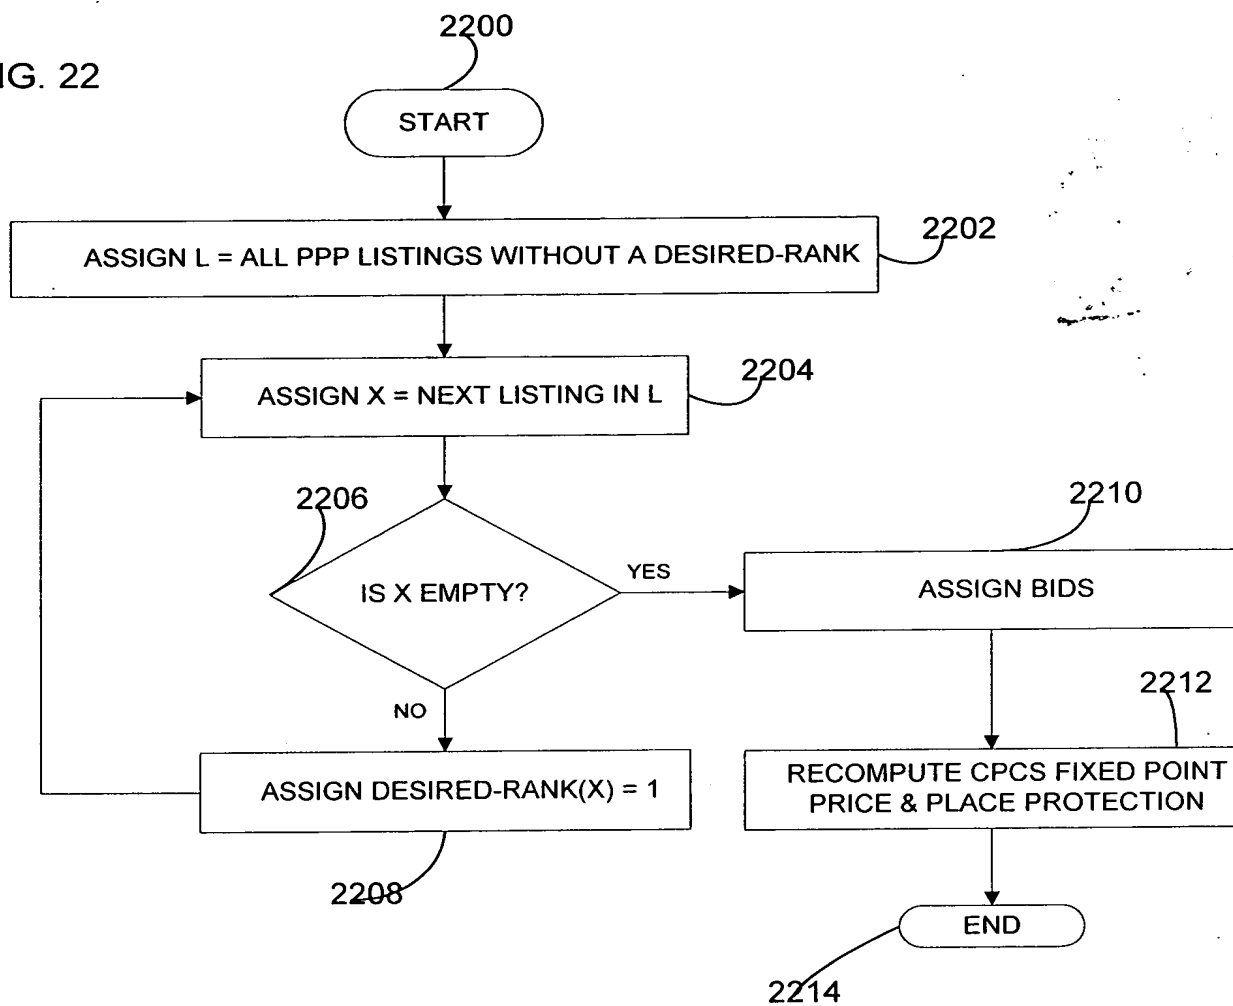 2200
IG. 22
START
ASSIGN L = ALL PPP LISTINGS WITHOUT A DESIRED-RANK
2202
ASSIGN X = NEXT LISTING IN L
2204
2206
IS X EMPTY?
YES
2210
ASSIGN BIDS
NO
2212
ASSIGN DESIRED-RANK(X) = 1
RECOMPUTE CPCS FIXED POINT
PRICE & PLACE PROTECTION
2208
END
2214